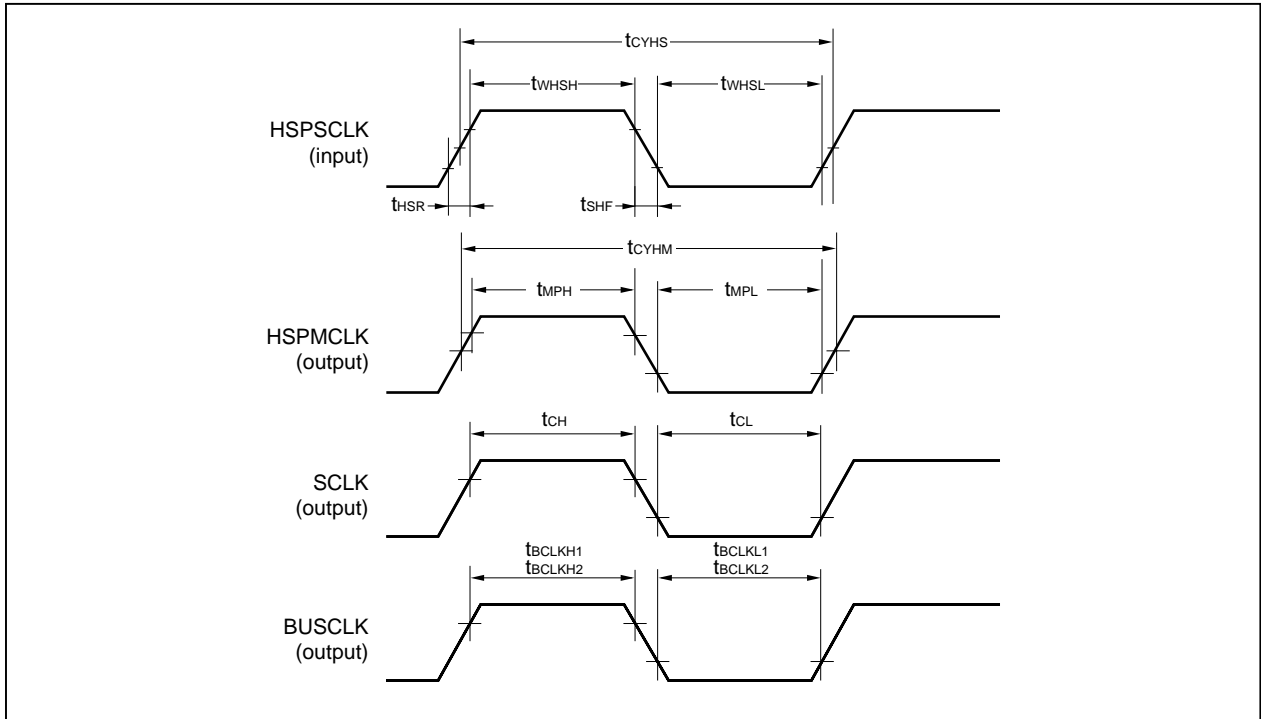 tCYHS
tWHSH
tWHSL
HSPSCLK
(input)
tHSR
tSHF
tCYHM
tMPH
tMPL
HSPMCLK
(output)
tCH
tCL
SCLK
(output)
tBCLKH1
tBCLKL1
tBCLKH2
tBCLKL2
BUSCLK
(output)